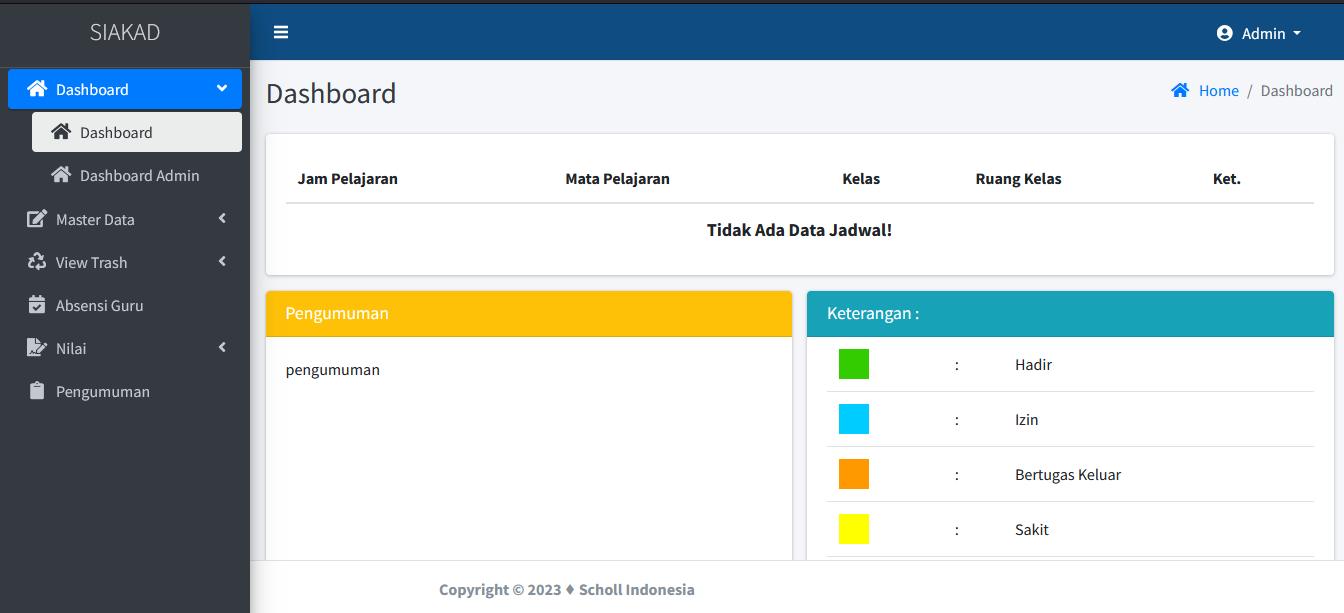 SIAKAD
Admin
Dashboard
Dashboard
Dashboard Admin
Master Data
View Trash
Absensi Guru
Nilai
Pengumuman
Dashboard
Home / Dashboard
Jam Pelajaran Mata Pelajaran Kelas Ruang Kelas Ket.
Tidak Ada Data Jadwal!
Pengumuman
pengumuman
Keterangan :
: Hadir
: Izin
: Bertugas Keluar
: Sakit
Copyright © 2023 ♦ Scholl Indonesia